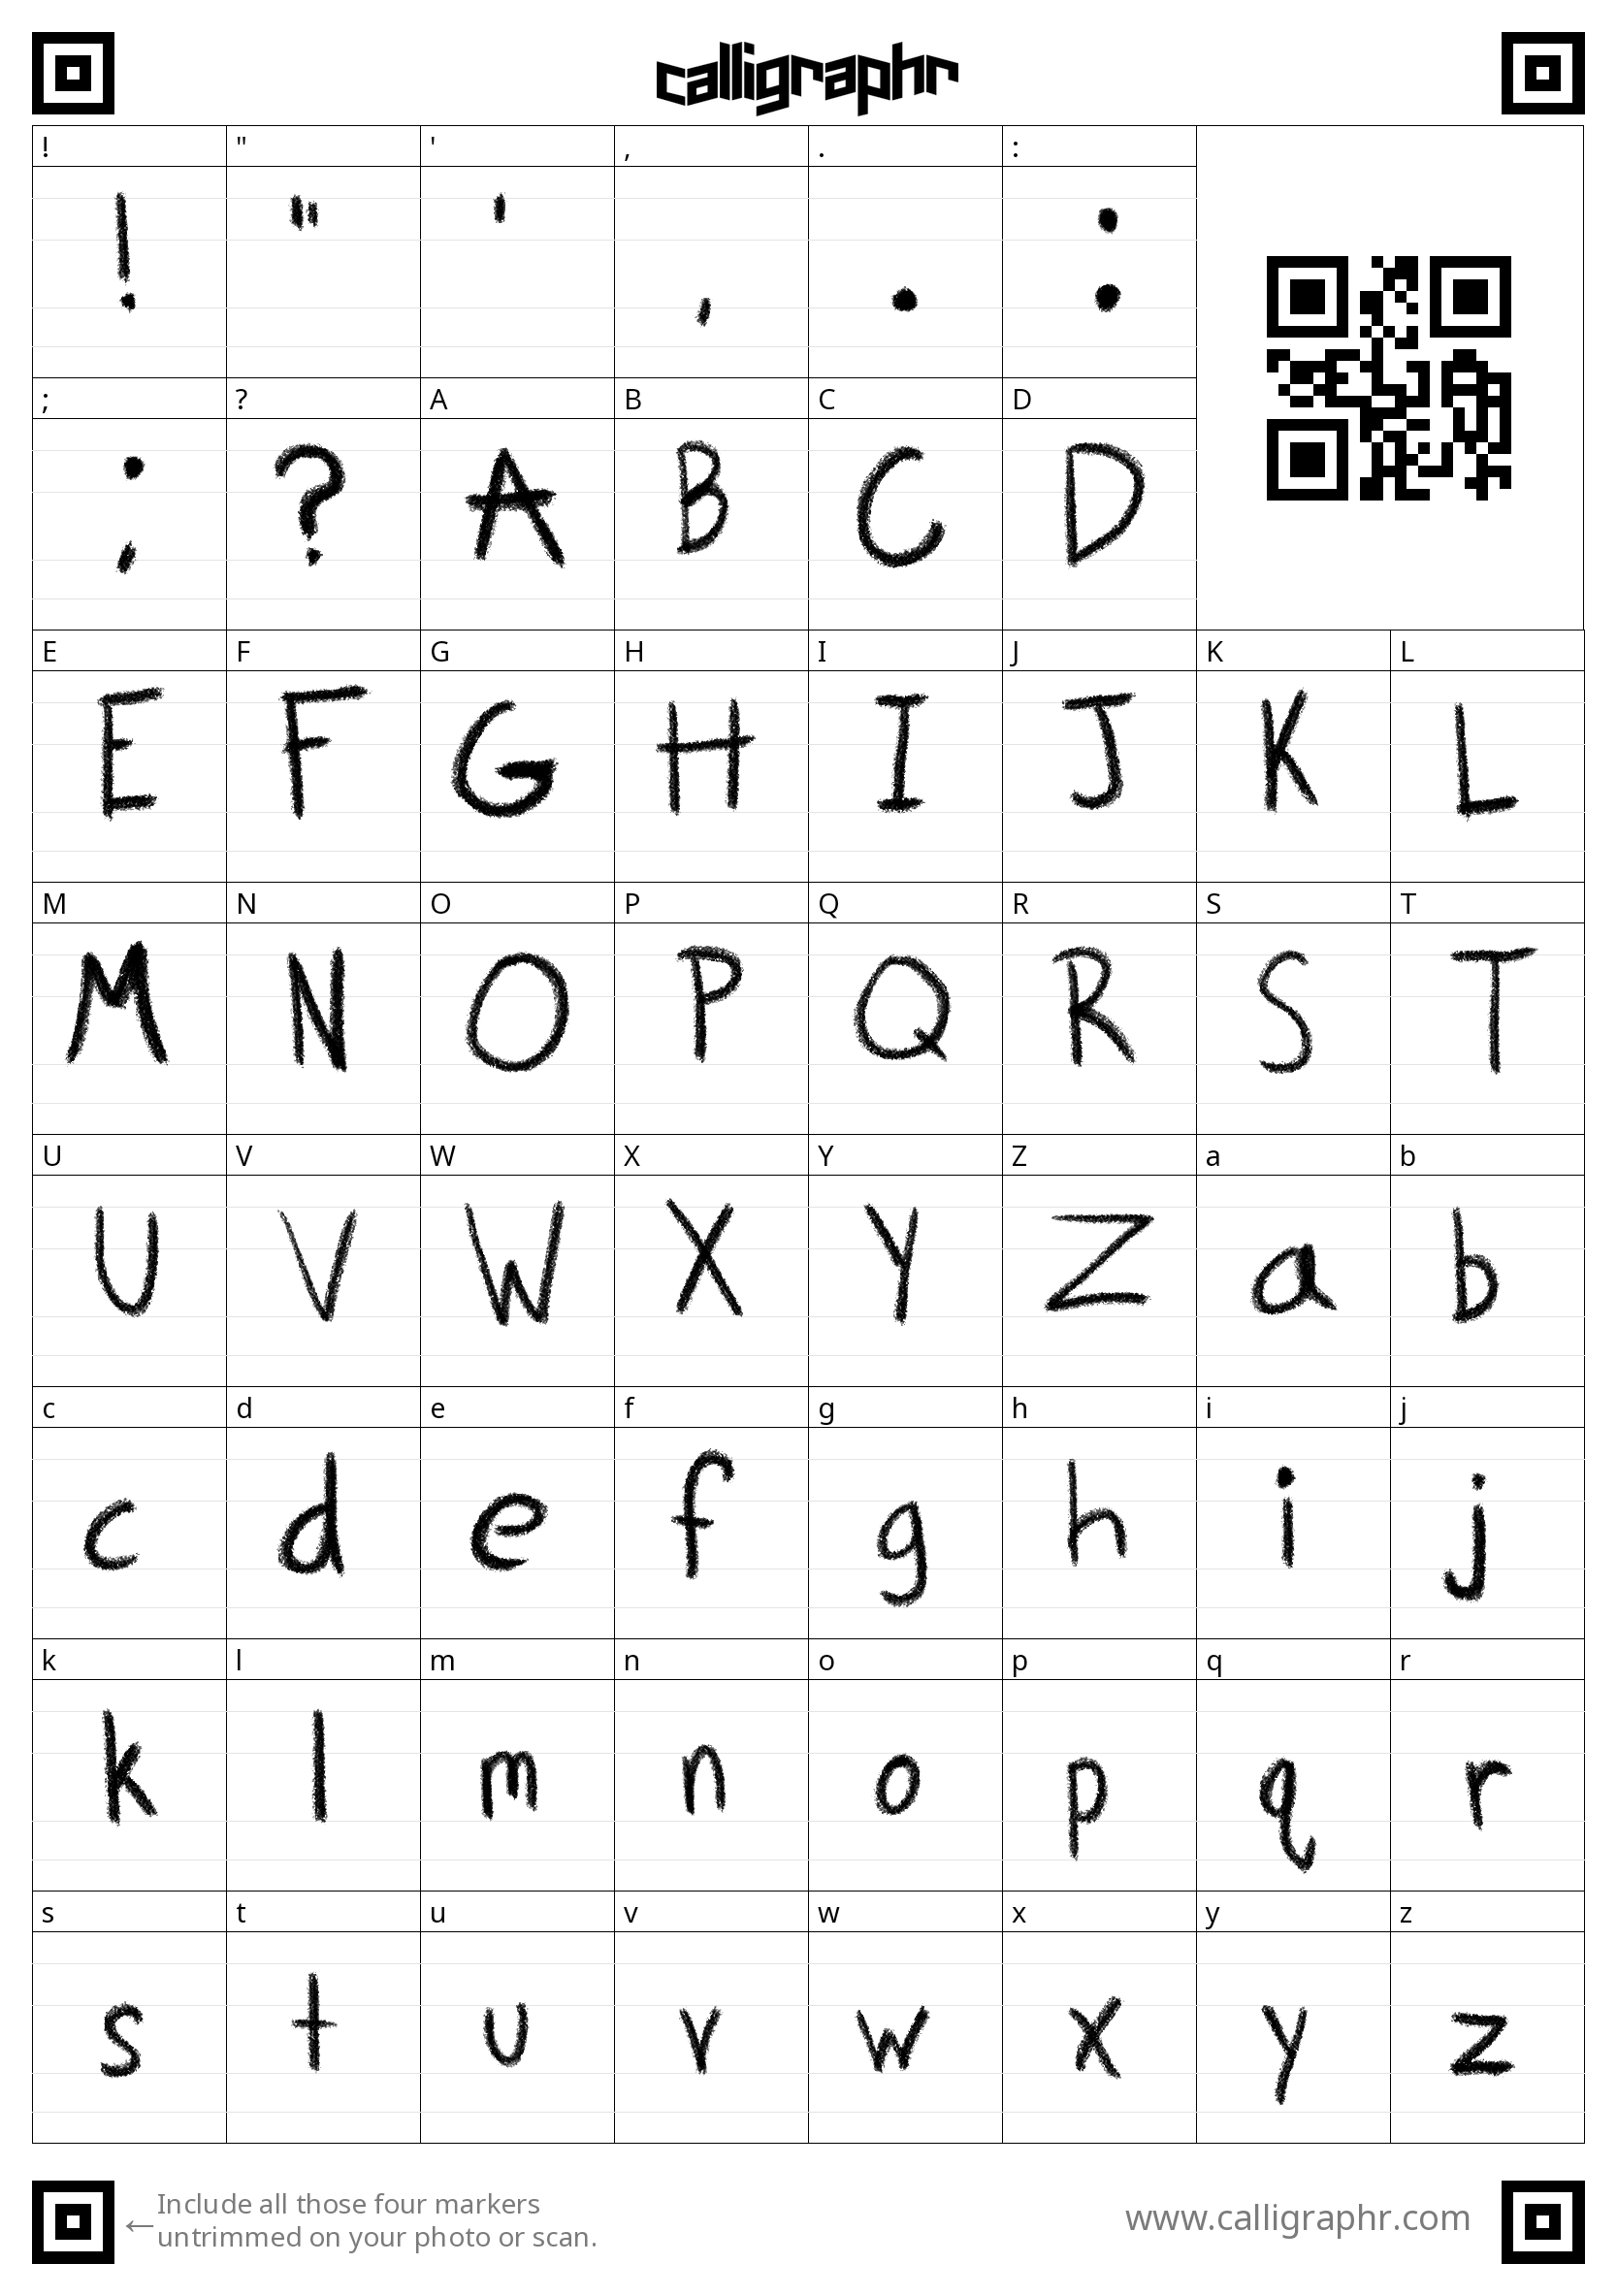 calligraphr
! " ' , . :
! " ' , . :
; ? A B C D
; ? A B C D
E F G H I J K L
E F G H I J K L
M N O P Q R S T
M N O P Q R S T
U V W X Y Z a b
U V W X Y Z a b
c d e f g h i j
c d e f g h i j
k l m n o p q r
k l m n o p q r
s t u v w x y z
s t u v w x y z
←Include all those four markers
untrimmed on your photo or scan.
www.calligraphr.com